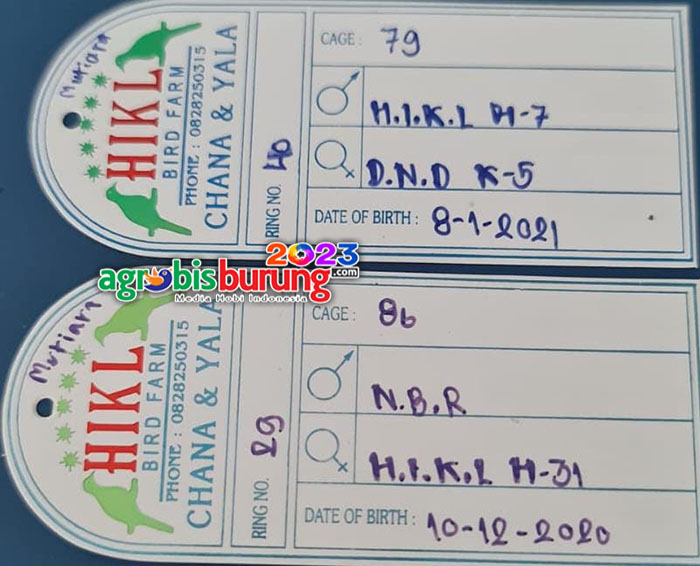 Mutiara
HIKL
BIRD FARM
PHONE : 0828250315
CHANA & YALA
RING NO. 40
CAGE : 79
H.I.K.L H-7
D.N.D K-5
DATE OF BIRTH : 8-1-2021
2023
agrobisburung.com
Media Hobi Indonesia
Mutiara
HIKL
BIRD FARM
PHONE : 0828250315
CHANA & YALA
RING NO. 29
CAGE : 86
N.B.R
H.I.K.L H-31
DATE OF BIRTH : 10-12-2020